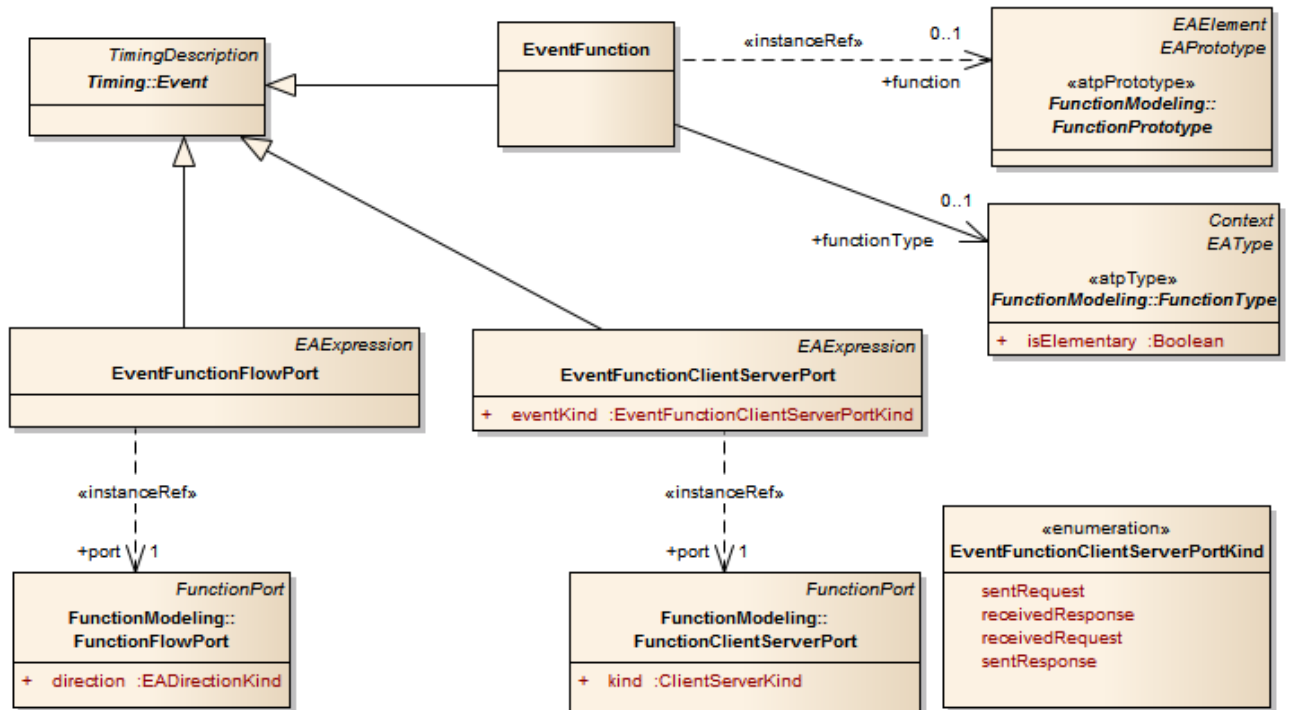 TimingDescription
Timing::Event
EventFunction
«instanceRef»
0..1
+function
EAElement
EAPrototype
«atpPrototype»
FunctionModeling::
FunctionPrototype
0..1
+functionType
Context
EAType
«atpType»
FunctionModeling::FunctionType
+ isElementary :Boolean
EAExpression
EventFunctionFlowPort
EAExpression
EventFunctionClientServerPort
+ eventKind :EventFunctionClientServerPortKind
«instanceRef»
+port 1
«instanceRef»
+port 1
FunctionPort
FunctionModeling::
FunctionFlowPort
+ direction :EADirectionKind
FunctionPort
FunctionModeling::
FunctionClientServerPort
+ kind :ClientServerKind
«enumeration»
EventFunctionClientServerPortKind
sentRequest
receivedResponse
receivedRequest
sentResponse